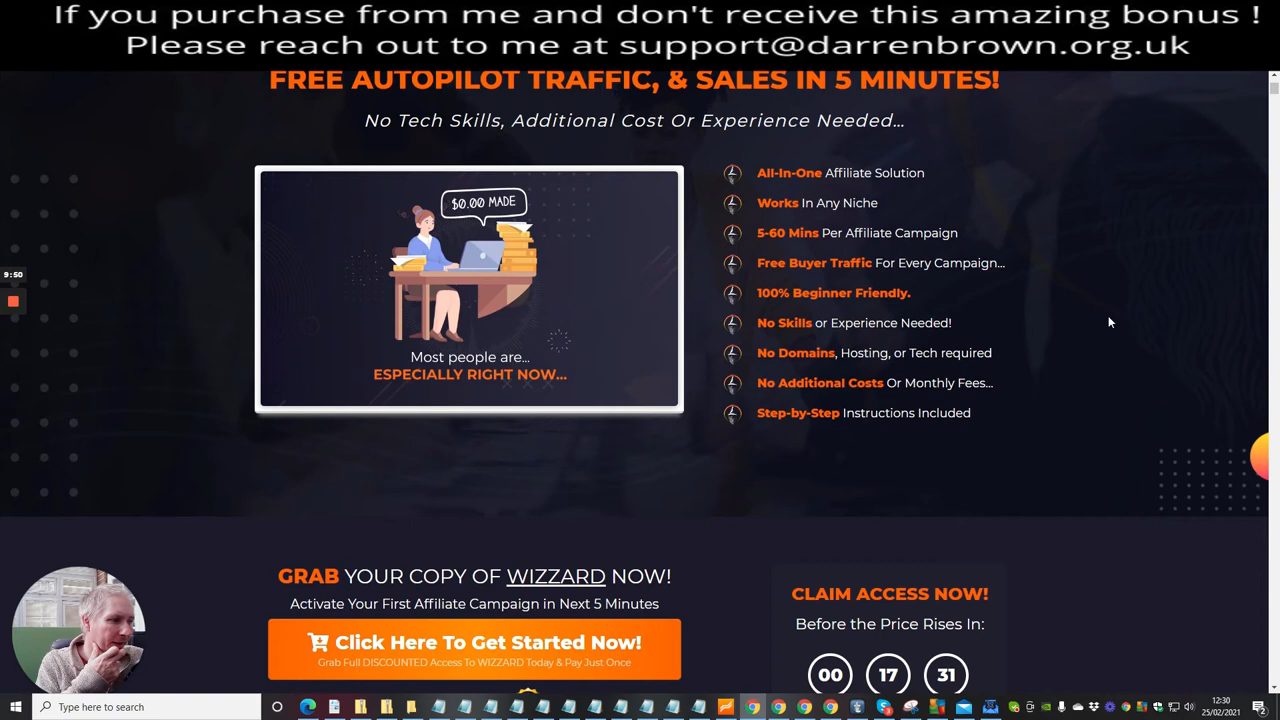 If you purchase from me and don't receive this amazing bonus !
Please reach out to me at support@darrenbrown.org.uk
FREE AUTOPILOT TRAFFIC, & SALES IN 5 MINUTES!
No Tech Skills, Additional Cost Or Experience Needed...
$0.00 MADE
Most people are...
ESPECIALLY RIGHT NOW...
All-In-One Affiliate Solution
Works In Any Niche
5-60 Mins Per Affiliate Campaign
Free Buyer Traffic For Every Campaign...
100% Beginner Friendly.
No Skills or Experience Needed!
No Domains, Hosting, or Tech required
No Additional Costs Or Monthly Fees...
Step-by-Step Instructions Included
9:50
GRAB YOUR COPY OF WIZZARD NOW!
Activate Your First Affiliate Campaign in Next 5 Minutes
Click Here To Get Started Now!
Grab Full DISCOUNTED Access To WIZZARD Today & Pay Just Once
CLAIM ACCESS NOW!
Before the Price Rises In:
00 17 31
Type here to search
12:30
25/02/2021
2